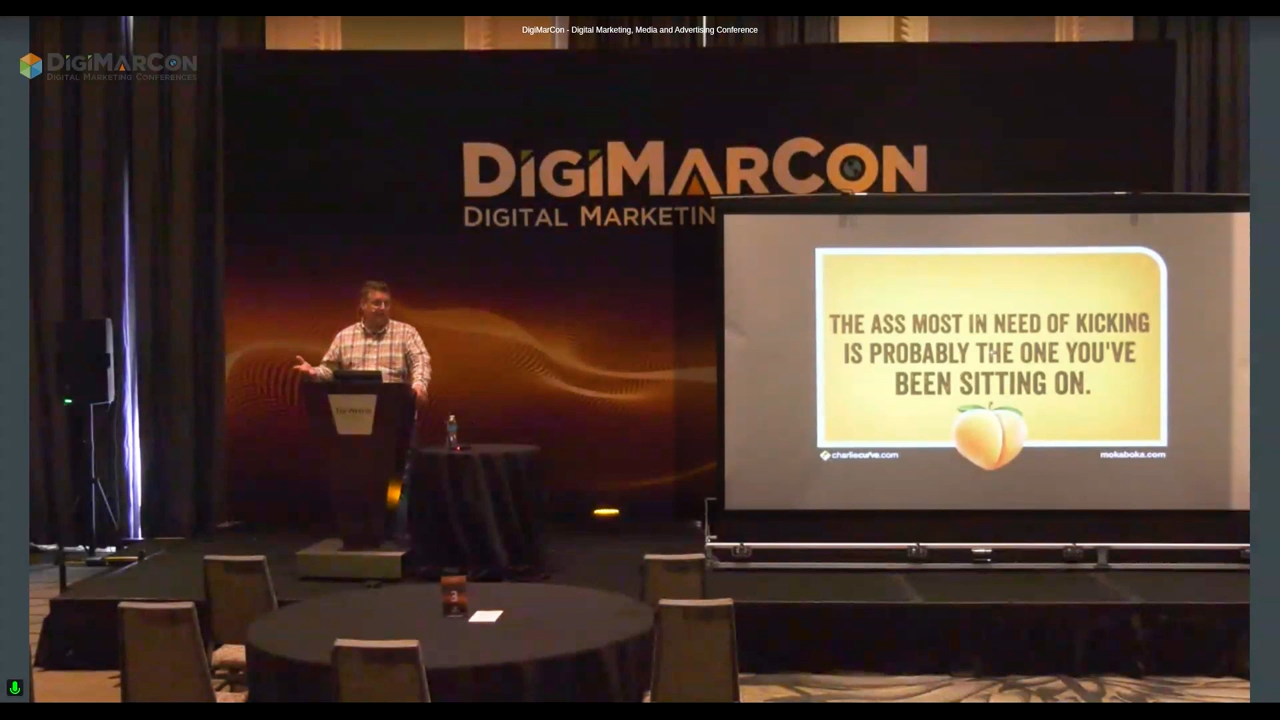 DigiMarCon - Digital Marketing, Media and Advertising Conference
DIGIMARCON
DIGITAL MARKETING CONFERENCES
DIGIMARCON
DIGITAL MARKETIN
THE ASS MOST IN NEED OF KICKING
IS PROBABLY THE ONE YOU'VE
BEEN SITTING ON.
charliecurve.com
mokaboka.com
3